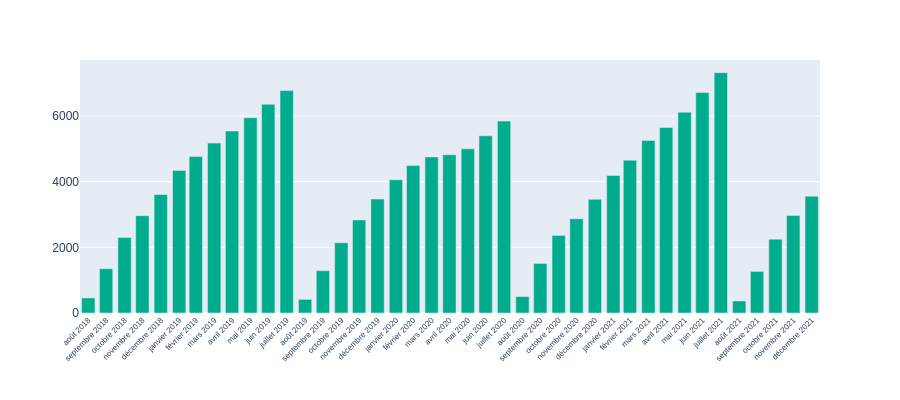 6000
4000
2000
0
août 2018
septembre 2018
octobre 2018
novembre 2018
décembre 2018
janvier 2019
février 2019
mars 2019
avril 2019
mai 2019
juin 2019
juillet 2019
août 2019
septembre 2019
octobre 2019
novembre 2019
décembre 2019
janvier 2020
février 2020
mars 2020
avril 2020
mai 2020
juin 2020
juillet 2020
août 2020
septembre 2020
octobre 2020
novembre 2020
décembre 2020
janvier 2021
février 2021
mars 2021
avril 2021
mai 2021
juin 2021
juillet 2021
août 2021
septembre 2021
octobre 2021
novembre 2021
décembre 2021